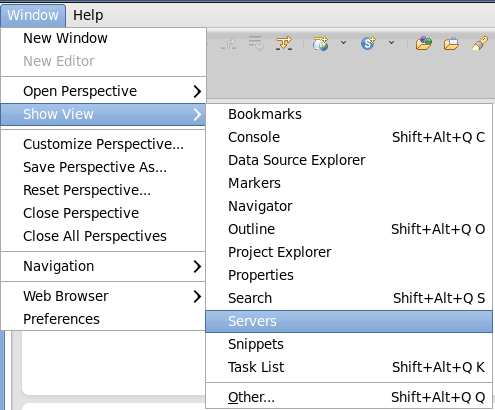 Window Help
New Window
New Editor
Open Perspective
Show View
Customize Perspective...
Save Perspective As...
Reset Perspective...
Close Perspective
Close All Perspectives
Navigation
Web Browser
Preferences
Bookmarks
Console Shift+Alt+Q C
Data Source Explorer
Markers
Navigator
Outline Shift+Alt+Q O
Project Explorer
Properties
Search Shift+Alt+Q S
Servers
Snippets
Task List Shift+Alt+Q K
Other... Shift+Alt+Q Q